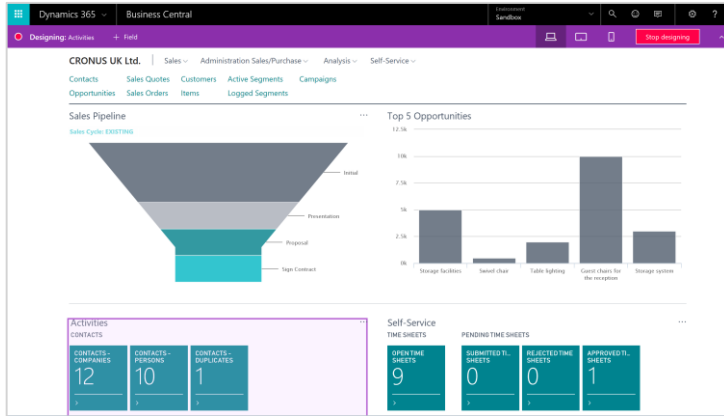 Dynamics 365 Business Central Environment Sandbox ?
Designing: Activities + Field Stop designing
CRONUS UK Ltd. Sales Administration Sales/Purchase Analysis Self-Service
Contacts Sales Quotes Customers Active Segments Campaigns
Opportunities Sales Orders Items Logged Segments
Sales Pipeline ...
Sales Cycle: EXISTING
Initial
Presentation
Proposal
Sign Contract
Top 5 Opportunities
12.5k
10k
7.5k
5k
2.5k
0k
Storage facilities Swivel chair Table lighting Guest chairs for the reception Storage system
Activities ...
CONTACTS
CONTACTS - COMPANIES
12
CONTACTS - PERSONS
10
CONTACTS - DUPLICATES
1
Self-Service ...
TIME SHEETS PENDING TIME SHEETS
OPEN TIME SHEETS
9
SUBMITTED TI... SHEETS
0
REJECTED TIME SHEETS
0
APPROVED TI... SHEETS
1